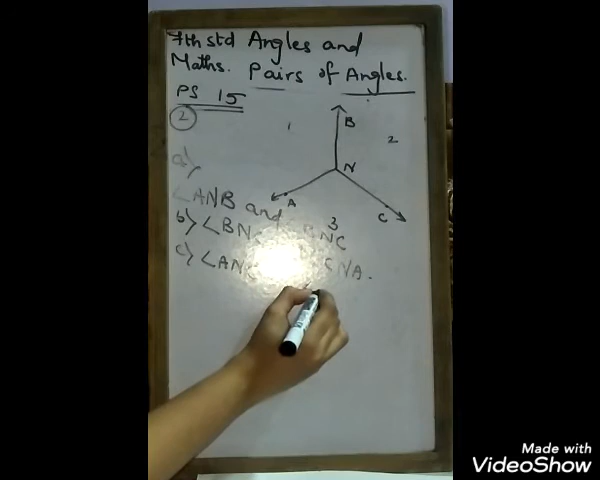 7th std Angles and
Maths. Pairs of Angles.
PS 15
2
1
B
2
a)
N
A
C
∠ANB and
3
b) ∠BN NC
c) ∠AN CNA.
Made with
VideoShow